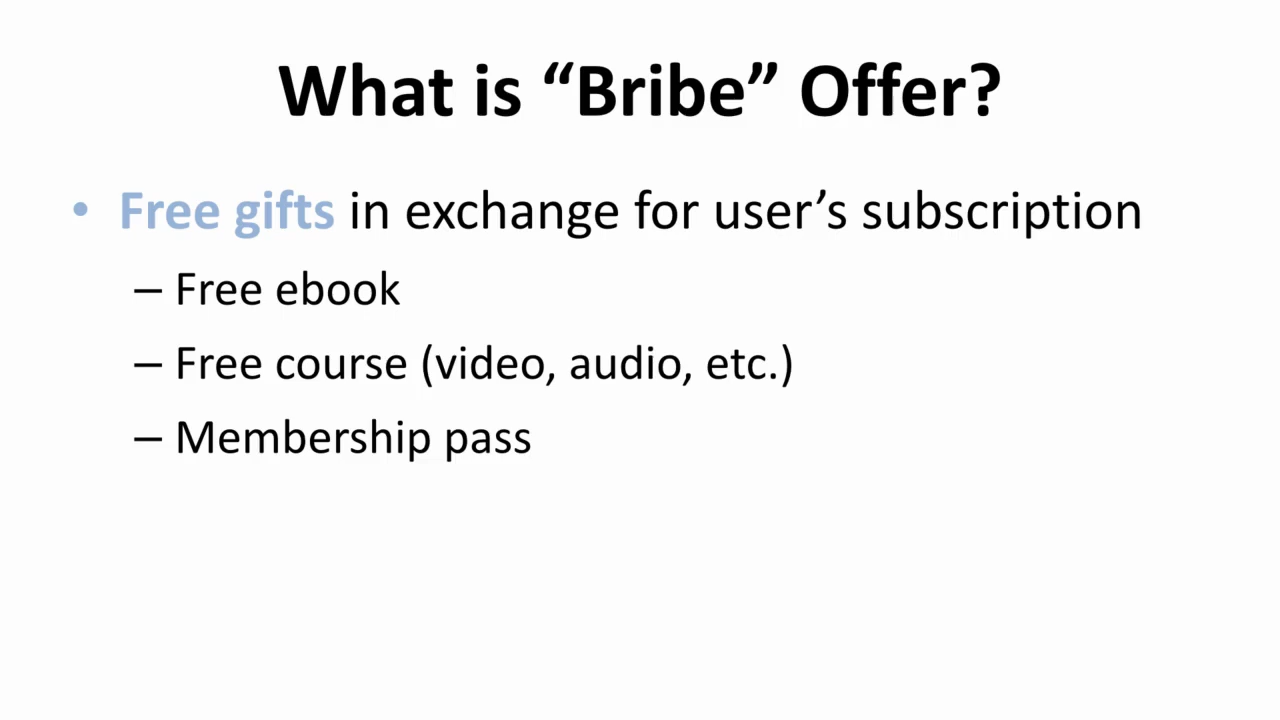 What is “Bribe” Offer?
• Free gifts in exchange for user’s subscription
– Free ebook
– Free course (video, audio, etc.)
– Membership pass